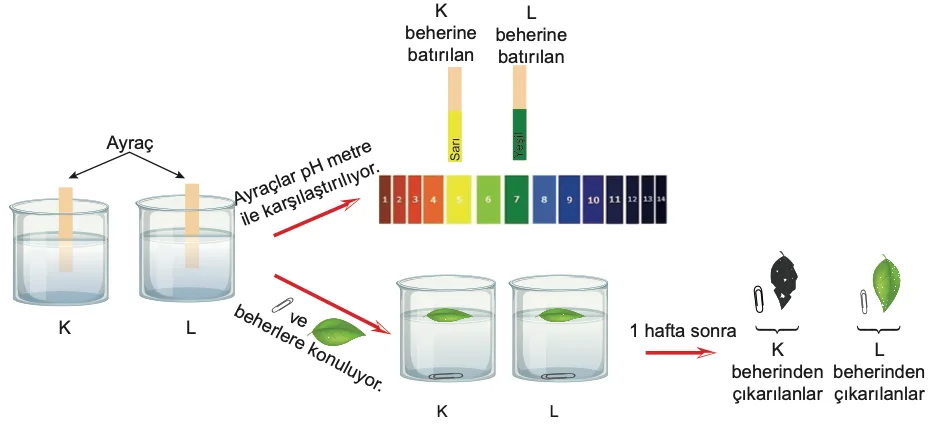 K
beherine
batırılan
L
beherine
batırılan
Ayraç
Sarı
Yeşil
Ayraçlar pH metre
ile karşılaştırılıyor.
1 2 3 4 5 6 7 8 9 10 11 12 13 14
K
L
ve
beherlere konuluyor.
K
L
1 hafta sonra
K
beherinden
çıkarılanlar
L
beherinden
çıkarılanlar